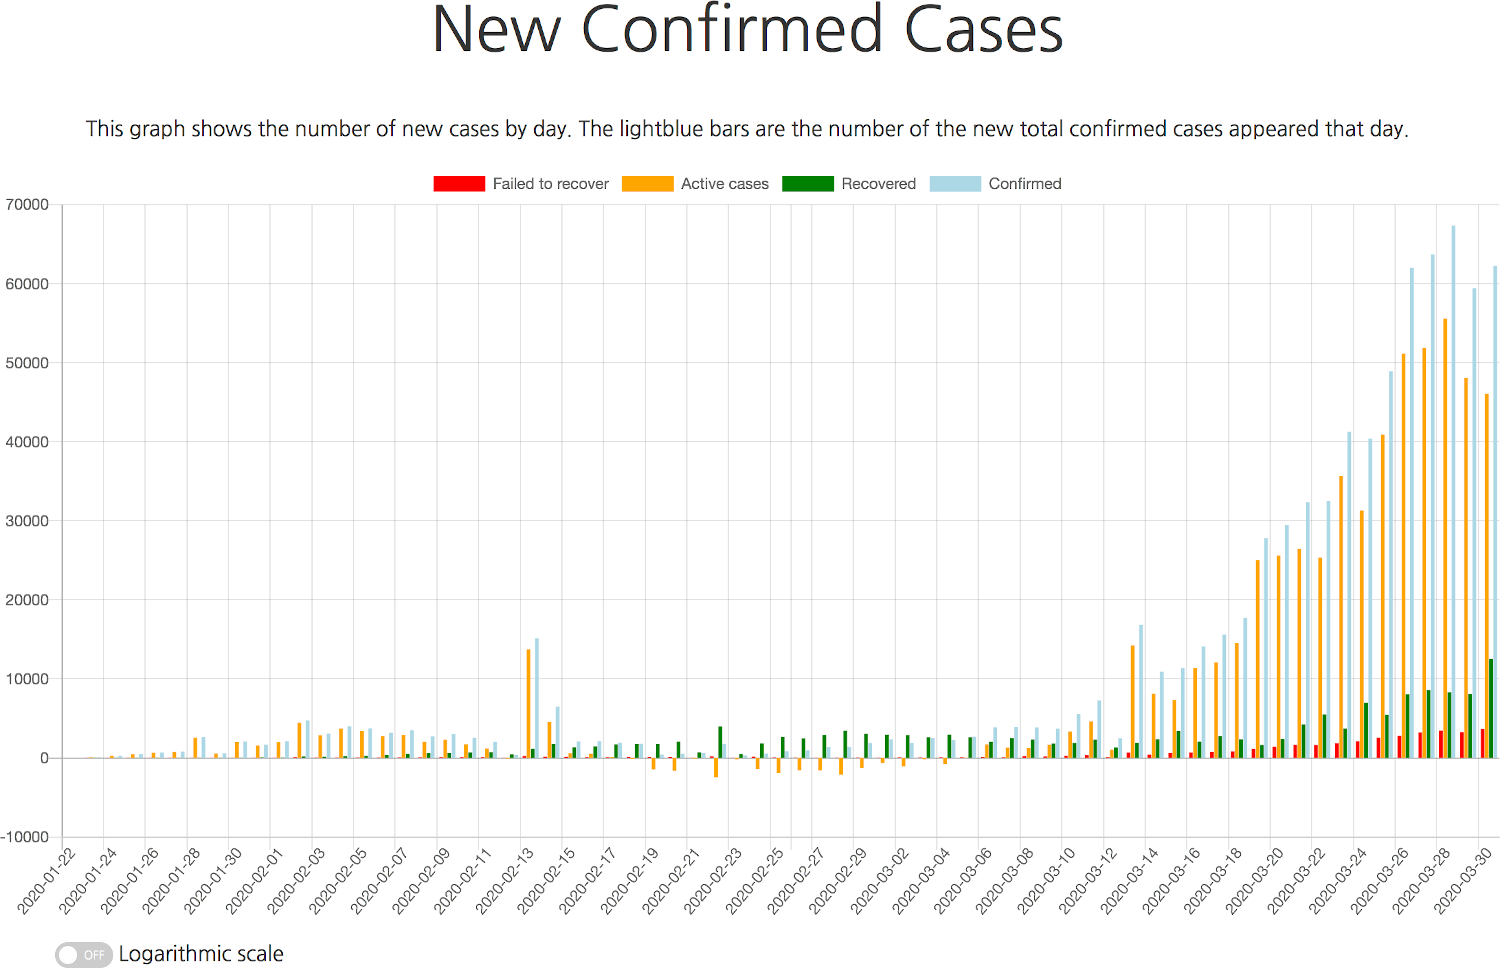 New Confirmed Cases
This graph shows the number of new cases by day. The lightblue bars are the number of the new total confirmed cases appeared that day.
Failed to recover Active cases Recovered Confirmed
70000
60000
50000
40000
30000
20000
10000
0
-10000
2020-01-22 2020-01-24 2020-01-26 2020-01-28 2020-01-30 2020-02-01 2020-02-03 2020-02-05 2020-02-07 2020-02-09 2020-02-11 2020-02-13 2020-02-15 2020-02-17 2020-02-19 2020-02-21 2020-02-23 2020-02-25 2020-02-27 2020-02-29 2020-03-02 2020-03-04 2020-03-06 2020-03-08 2020-03-10 2020-03-12 2020-03-14 2020-03-16 2020-03-18 2020-03-20 2020-03-22 2020-03-24 2020-03-26 2020-03-28 2020-03-30
OFF Logarithmic scale